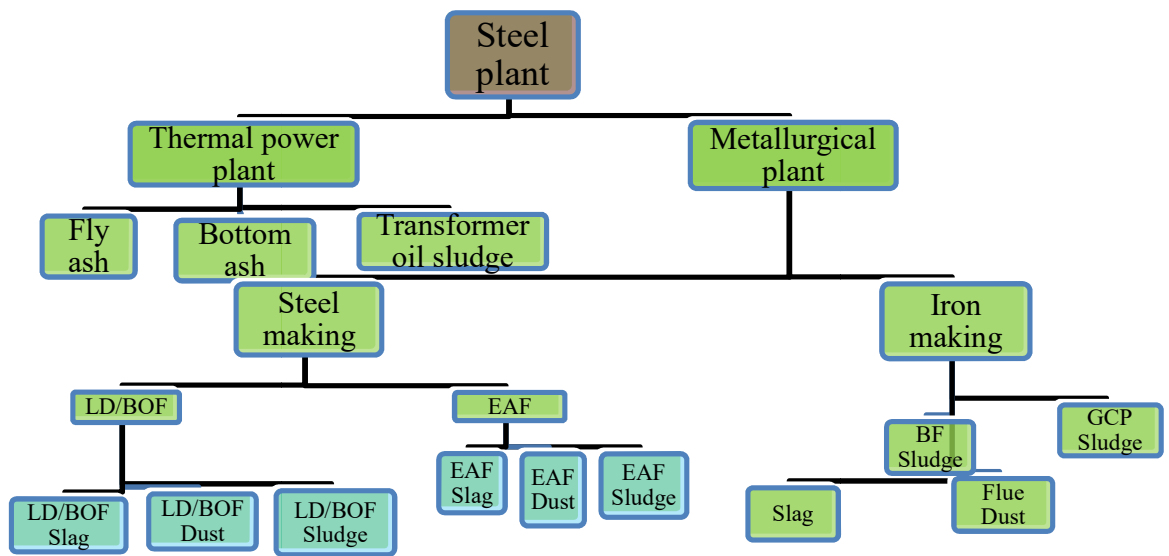 Steel
plant
Thermal power
plant
Metallurgical
plant
Fly
ash
Bottom
ash
Transformer
oil sludge
Steel
making
Iron
making
LD/BOF
EAF
BF
Sludge
GCP
Sludge
LD/BOF
Slag
LD/BOF
Dust
LD/BOF
Sludge
EAF
Slag
EAF
Dust
EAF
Sludge
Slag
Flue
Dust